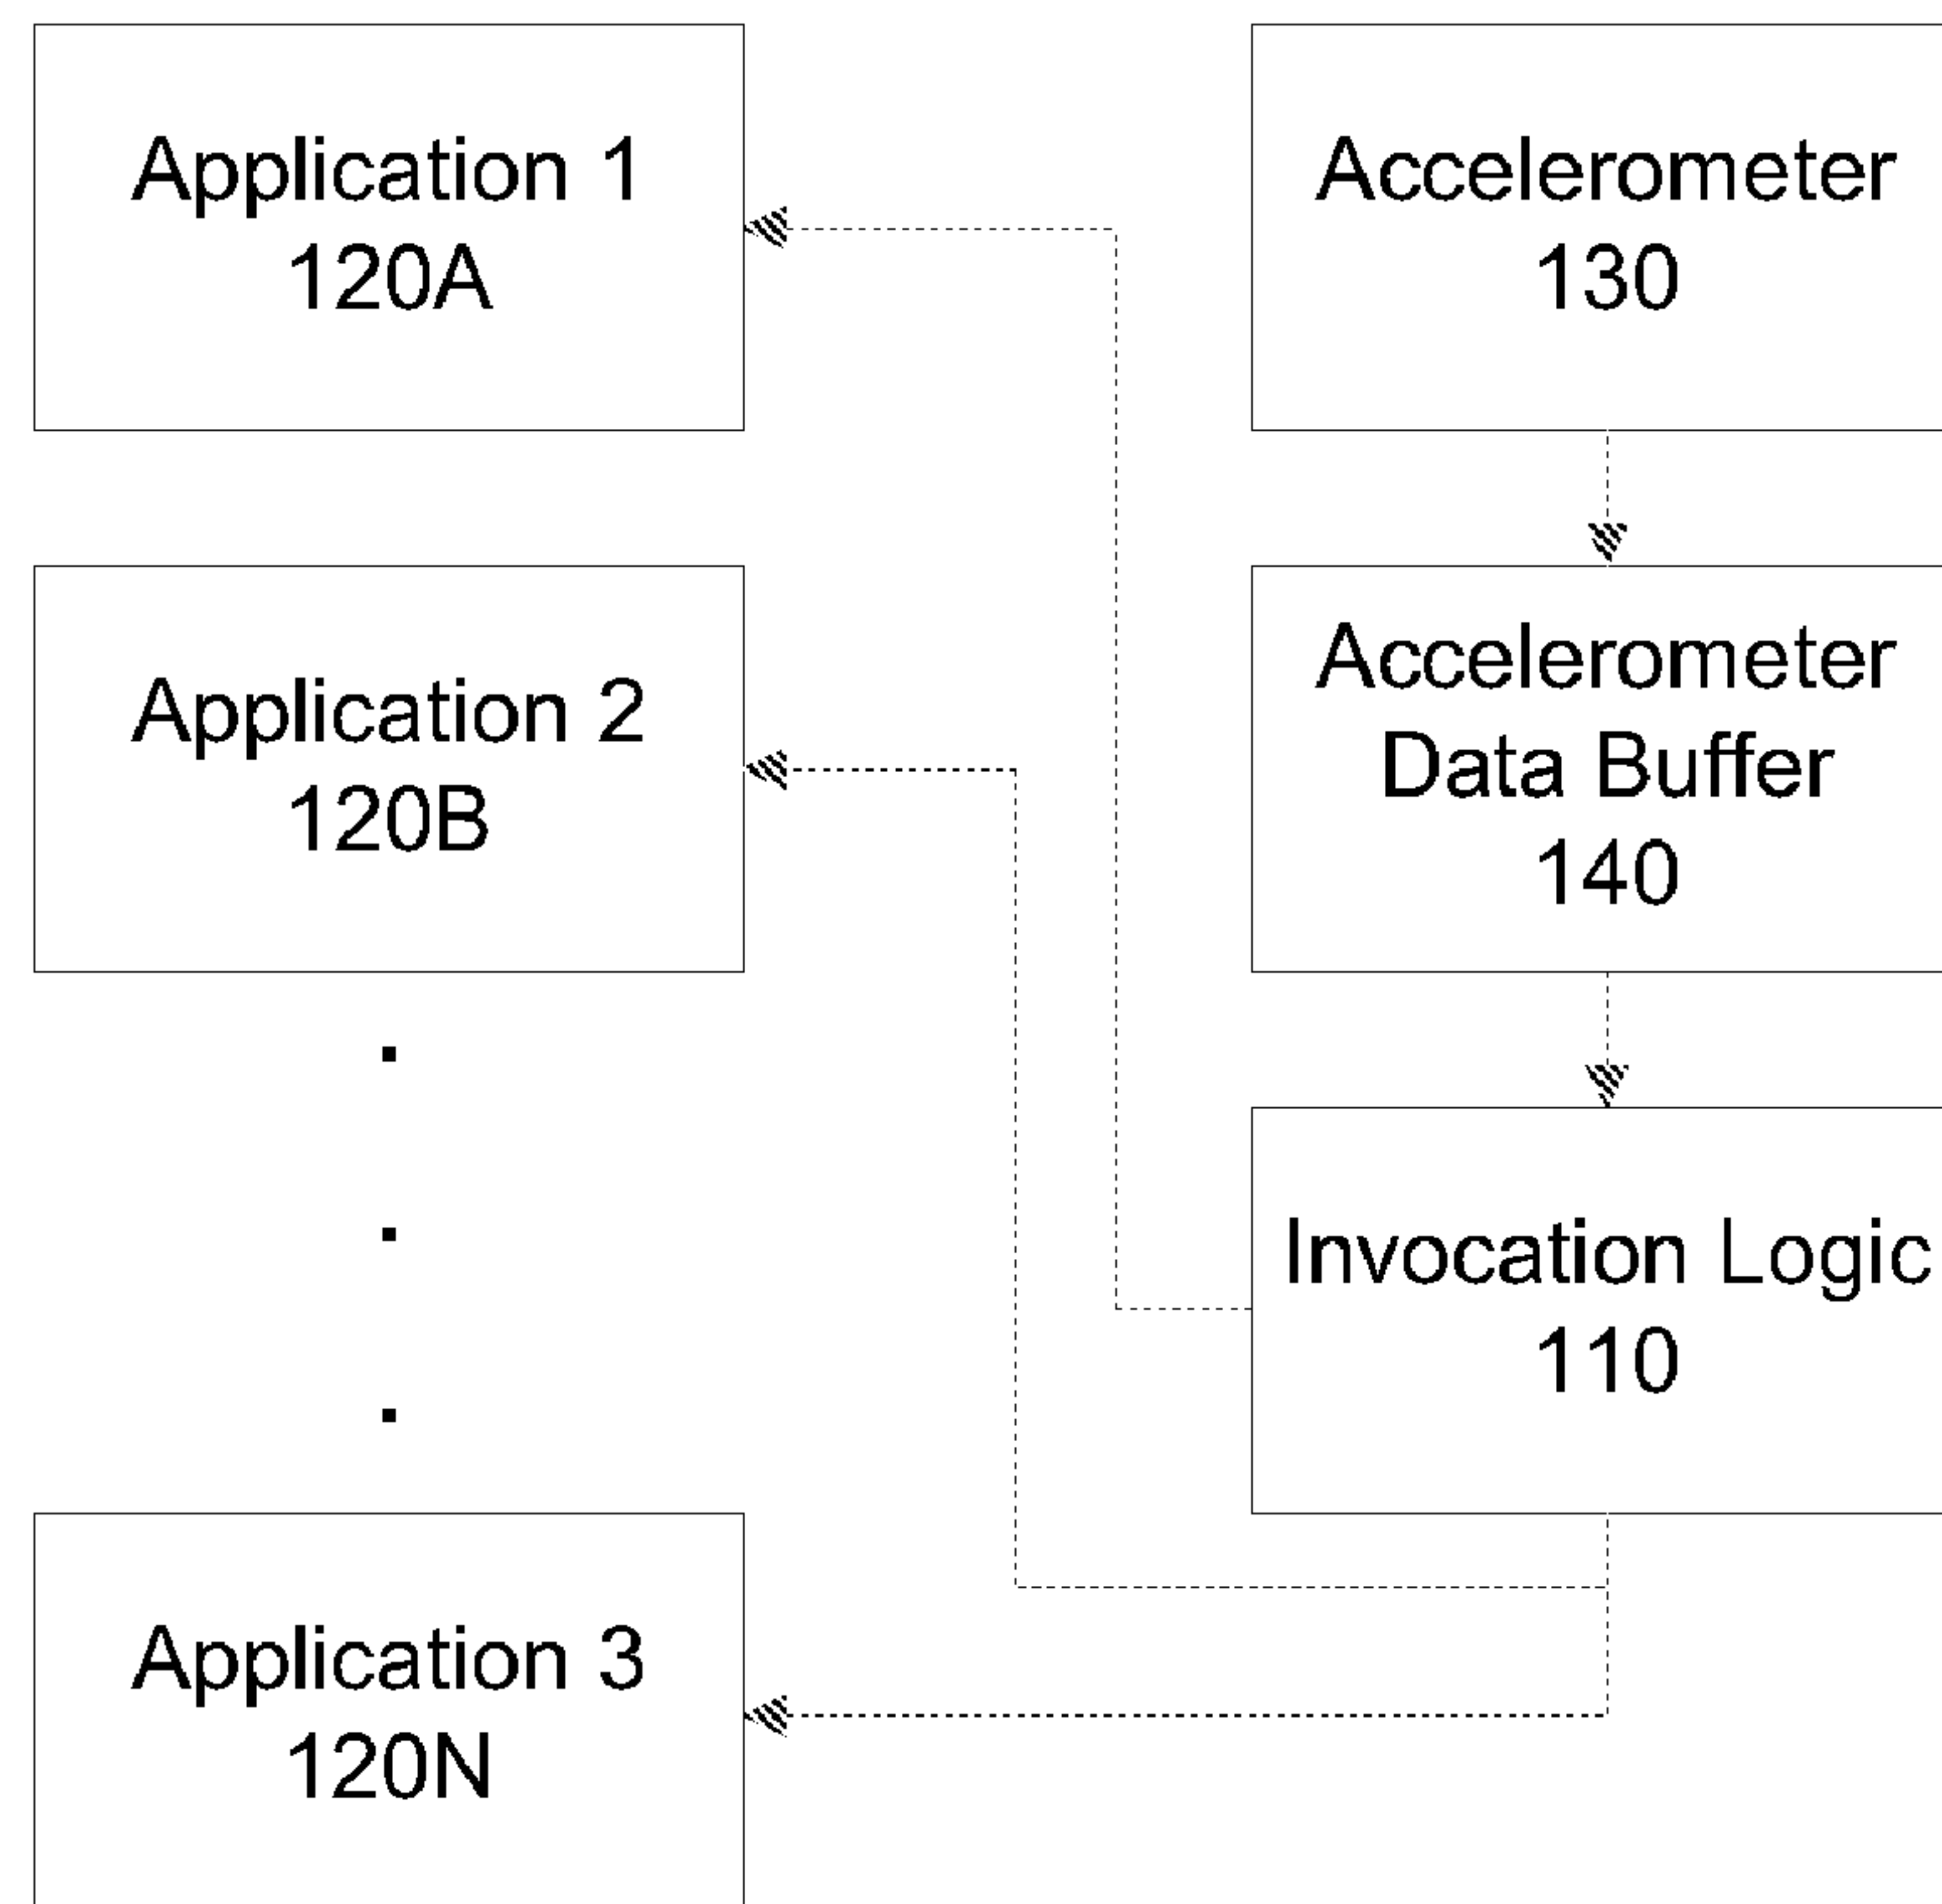 Application 1
120A
Accelerometer
130
Application 2
120B
Accelerometer
Data Buffer
140
.
.
.
Invocation Logic
110
Application 3
120N